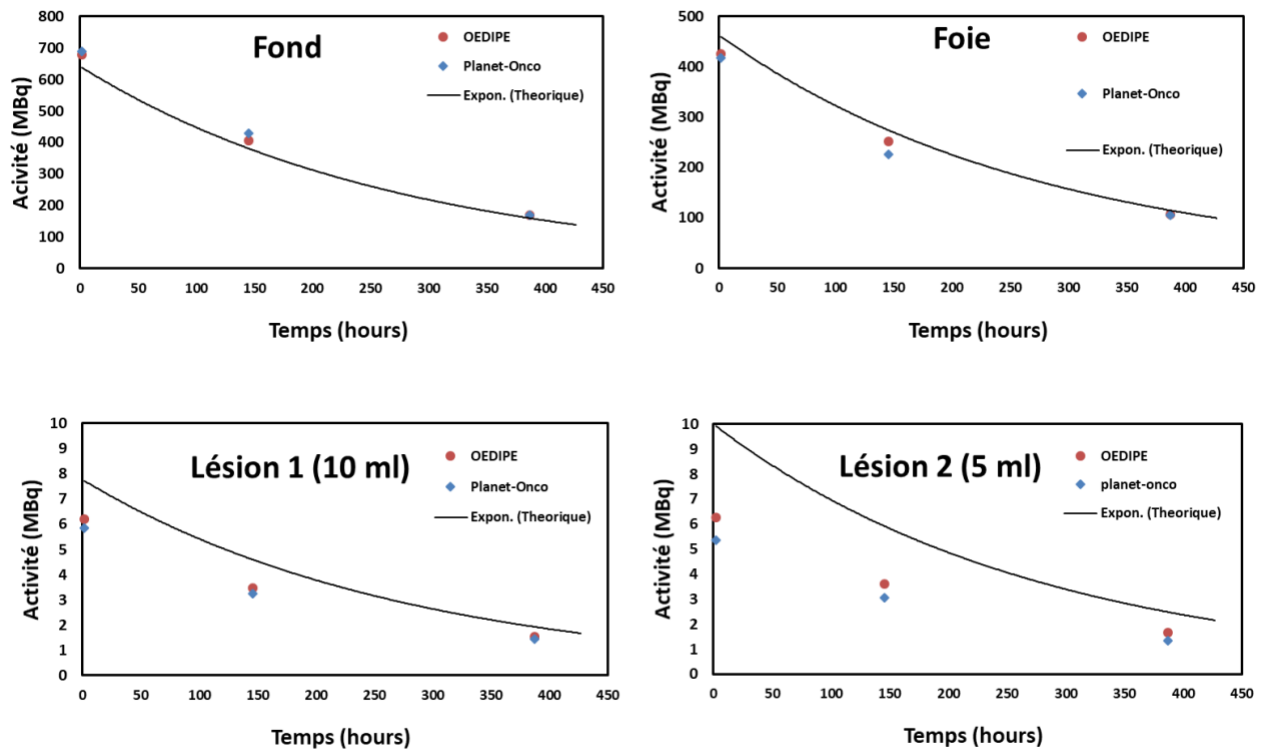 Fond
OEDIPE
Planet-Onco
Expon. (Theorique)
Acivité (MBq)
800
700
600
500
400
300
200
100
0
0 50 100 150 200 250 300 350 400 450
Temps (hours)
Foie
OEDIPE
Planet-Onco
Expon. (Theorique)
Activité (MBq)
500
400
300
200
100
0
0 50 100 150 200 250 300 350 400 450
Temps (hours)
Lésion 1 (10 ml)
OEDIPE
Planet-Onco
Expon. (Theorique)
Activité (MBq)
10
9
8
7
6
5
4
3
2
1
0
0 50 100 150 200 250 300 350 400 450
Temps (hours)
Lésion 2 (5 ml)
OEDIPE
planet-onco
Expon. (Theorique)
Activité (MBq)
10
9
8
7
6
5
4
3
2
1
0
0 50 100 150 200 250 300 350 400 450
Temps (hours)